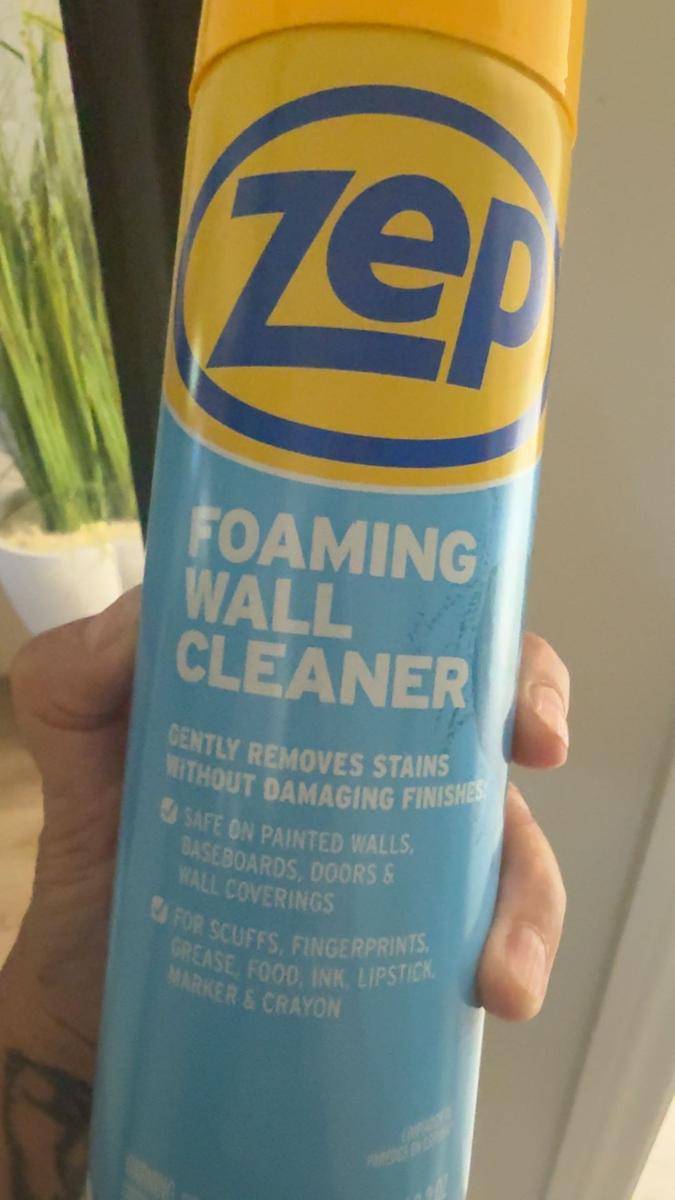 zep
FOAMING
WALL
CLEANER
GENTLY REMOVES STAINS
WITHOUT DAMAGING FINISHES:
SAFE ON PAINTED WALLS,
BASEBOARDS, DOORS &
WALL COVERINGS
FOR SCUFFS, FINGERPRINTS,
GREASE, FOOD, INK, LIPSTICK,
MARKER & CRAYON